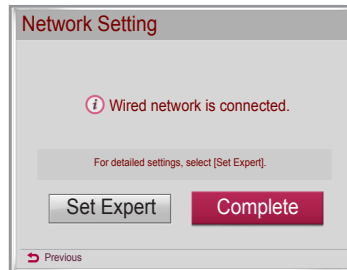 Network Setting
Wired network is connected.
For detailed settings, select [Set Expert].
Set Expert Complete
Previous